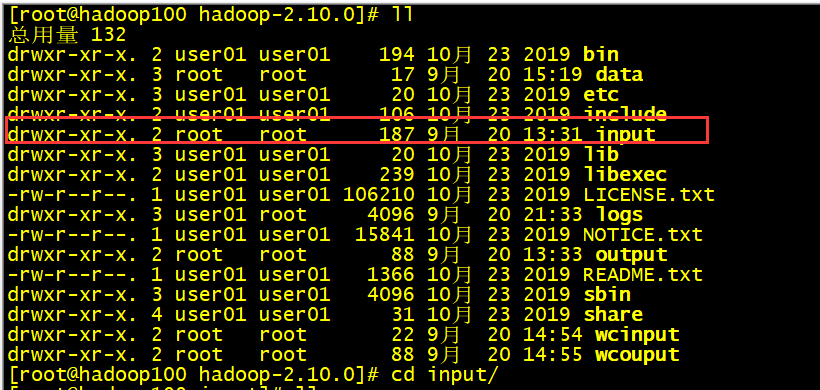 [root@hadoop100 hadoop-2.10.0]# ll
总用量 132
drwxr-xr-x. 2 user01 user01    194 10月 23 2019 bin
drwxr-xr-x. 3 root   root       17 9月  20 15:19 data
drwxr-xr-x. 3 user01 user01     20 10月 23 2019 etc
drwxr-xr-x. 2 user01 user01    106 10月 23 2019 include
drwxr-xr-x. 2 root   root      187 9月  20 13:31 input
drwxr-xr-x. 3 user01 user01     20 10月 23 2019 lib
drwxr-xr-x. 2 user01 user01    239 10月 23 2019 libexec
-rw-r--r--. 1 user01 user01 106210 10月 23 2019 LICENSE.txt
drwxr-xr-x. 3 user01 root     4096 9月  20 21:33 logs
-rw-r--r--. 1 user01 user01  15841 10月 23 2019 NOTICE.txt
drwxr-xr-x. 2 root   root       88 9月  20 13:33 output
-rw-r--r--. 1 user01 user01   1366 10月 23 2019 README.txt
drwxr-xr-x. 3 user01 user01   4096 10月 23 2019 sbin
drwxr-xr-x. 4 user01 user01     31 10月 23 2019 share
drwxr-xr-x. 2 root   root       22 9月  20 14:54 wcinput
drwxr-xr-x. 2 root   root       88 9月  20 14:55 wcouput
[root@hadoop100 hadoop-2.10.0]# cd input/